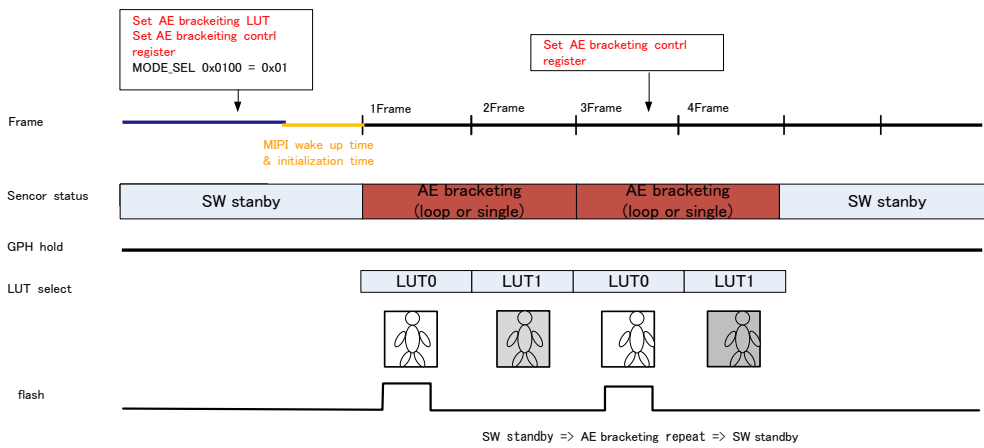 Set AE brackeiting LUT
Set AE brakeiting contrl
register
MODE_SEL 0x0100 = 0x01
Set AE bracketing contrl
register
Frame
1Frame
2Frame
3Frame
4Frame
MIPI wake up time
& initialization time
Sencor status
SW stanby
AE bracketing
(loop or single)
AE bracketing
(loop or single)
SW stanby
GPH hold
LUT select
LUT0
LUT1
LUT0
LUT1
flash
SW standby => AE bracketing repeat => SW standby